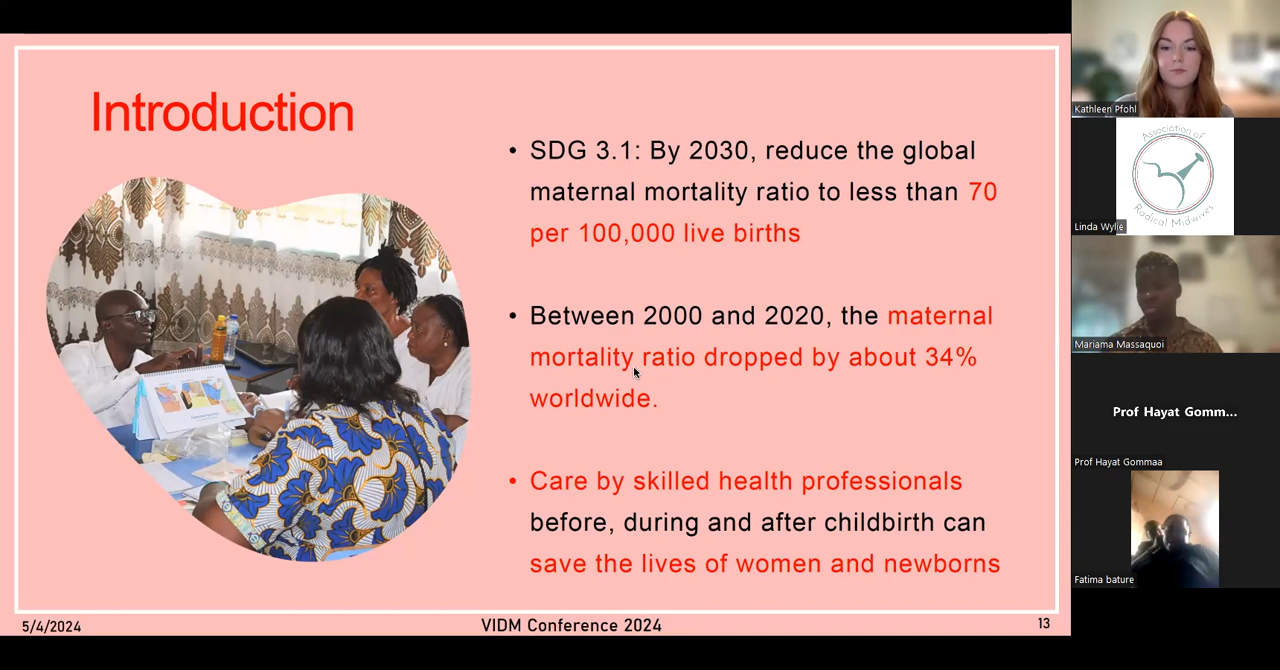 Introduction
• SDG 3.1: By 2030, reduce the global
maternal mortality ratio to less than 70
per 100,000 live births
• Between 2000 and 2020, the maternal
mortality ratio dropped by about 34%
worldwide.
• Care by skilled health professionals
before, during and after childbirth can
save the lives of women and newborns
5/4/2024
VIDM Conference 2024
13
Kathleen Pfohl
Association of
Radical Midwives
Linda Wylie
Mariama Massaquoi
Prof Hayat Gomm...
Prof Hayat Gommaa
Fatima bature